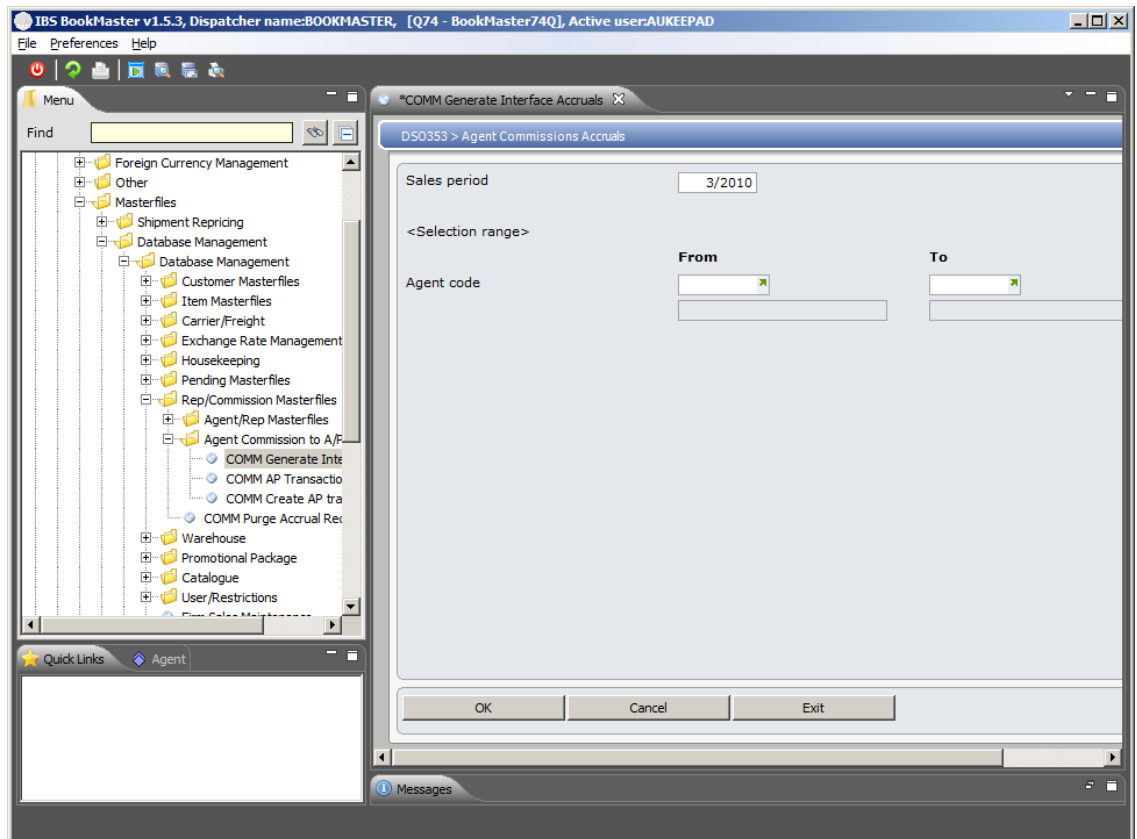 IBS BookMaster v1.5.3, Dispatcher name:BOOKMASTER, [Q74 - BookMaster74Q], Active user:AUKEEPAD
File Preferences Help
Menu
Find
Foreign Currency Management
Other
Masterfiles
Shipment Repricing
Database Management
Database Management
Customer Masterfiles
Item Masterfiles
Carrier/Freight
Exchange Rate Management
Housekeeping
Pending Masterfiles
Rep/Commission Masterfiles
Agent/Rep Masterfiles
Agent Commission to A/P
COMM Generate Inte
COMM AP Transactio
COMM Create AP tra
COMM Purge Accrual Rec
Warehouse
Promotional Package
Catalogue
User/Restrictions
Firm Sales Maintenance
Quick Links Agent
*COMM Generate Interface Accruals
DSO353 > Agent Commissions Accruals
Sales period 3/2010
<Selection range>
From To
Agent code
OK Cancel Exit
Messages